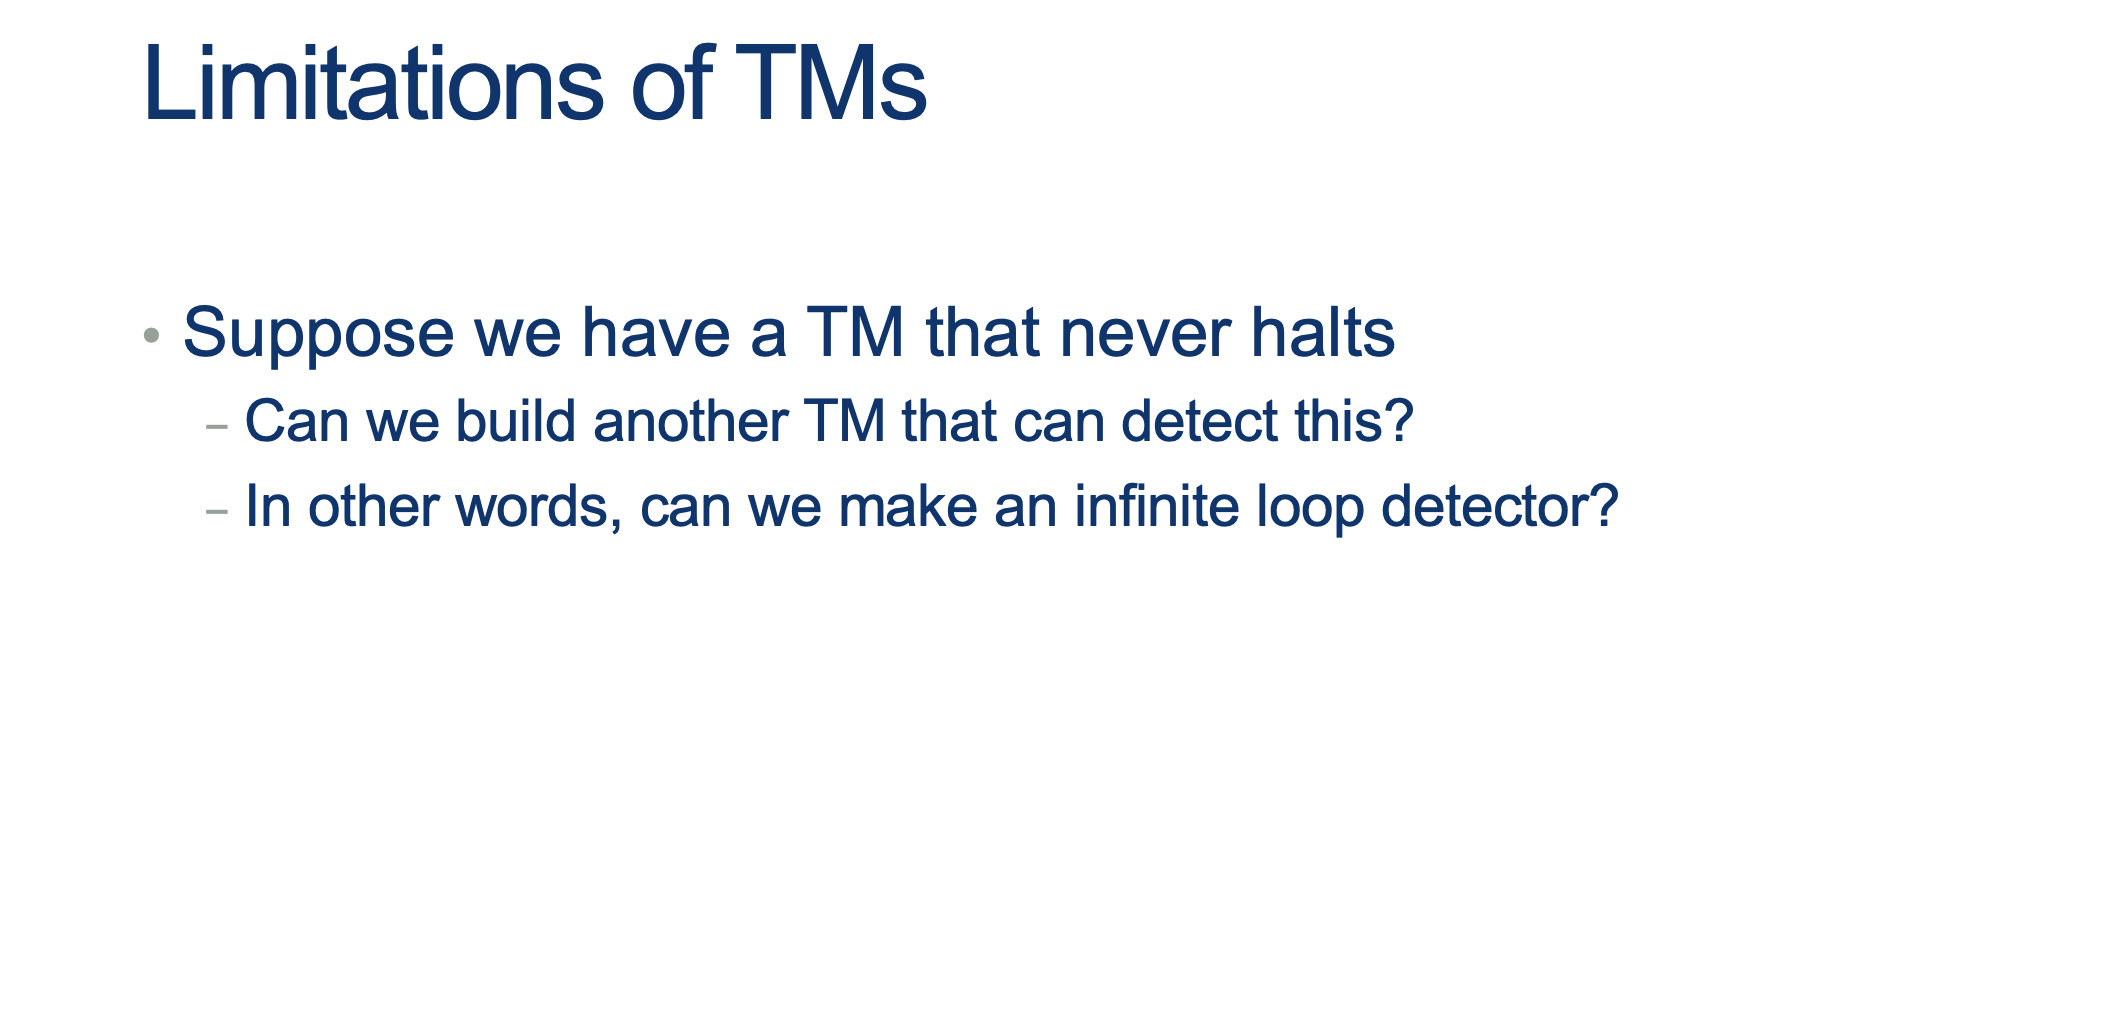 Limitations of TMs
• Suppose we have a TM that never halts
– Can we build another TM that can detect this?
– In other words, can we make an infinite loop detector?